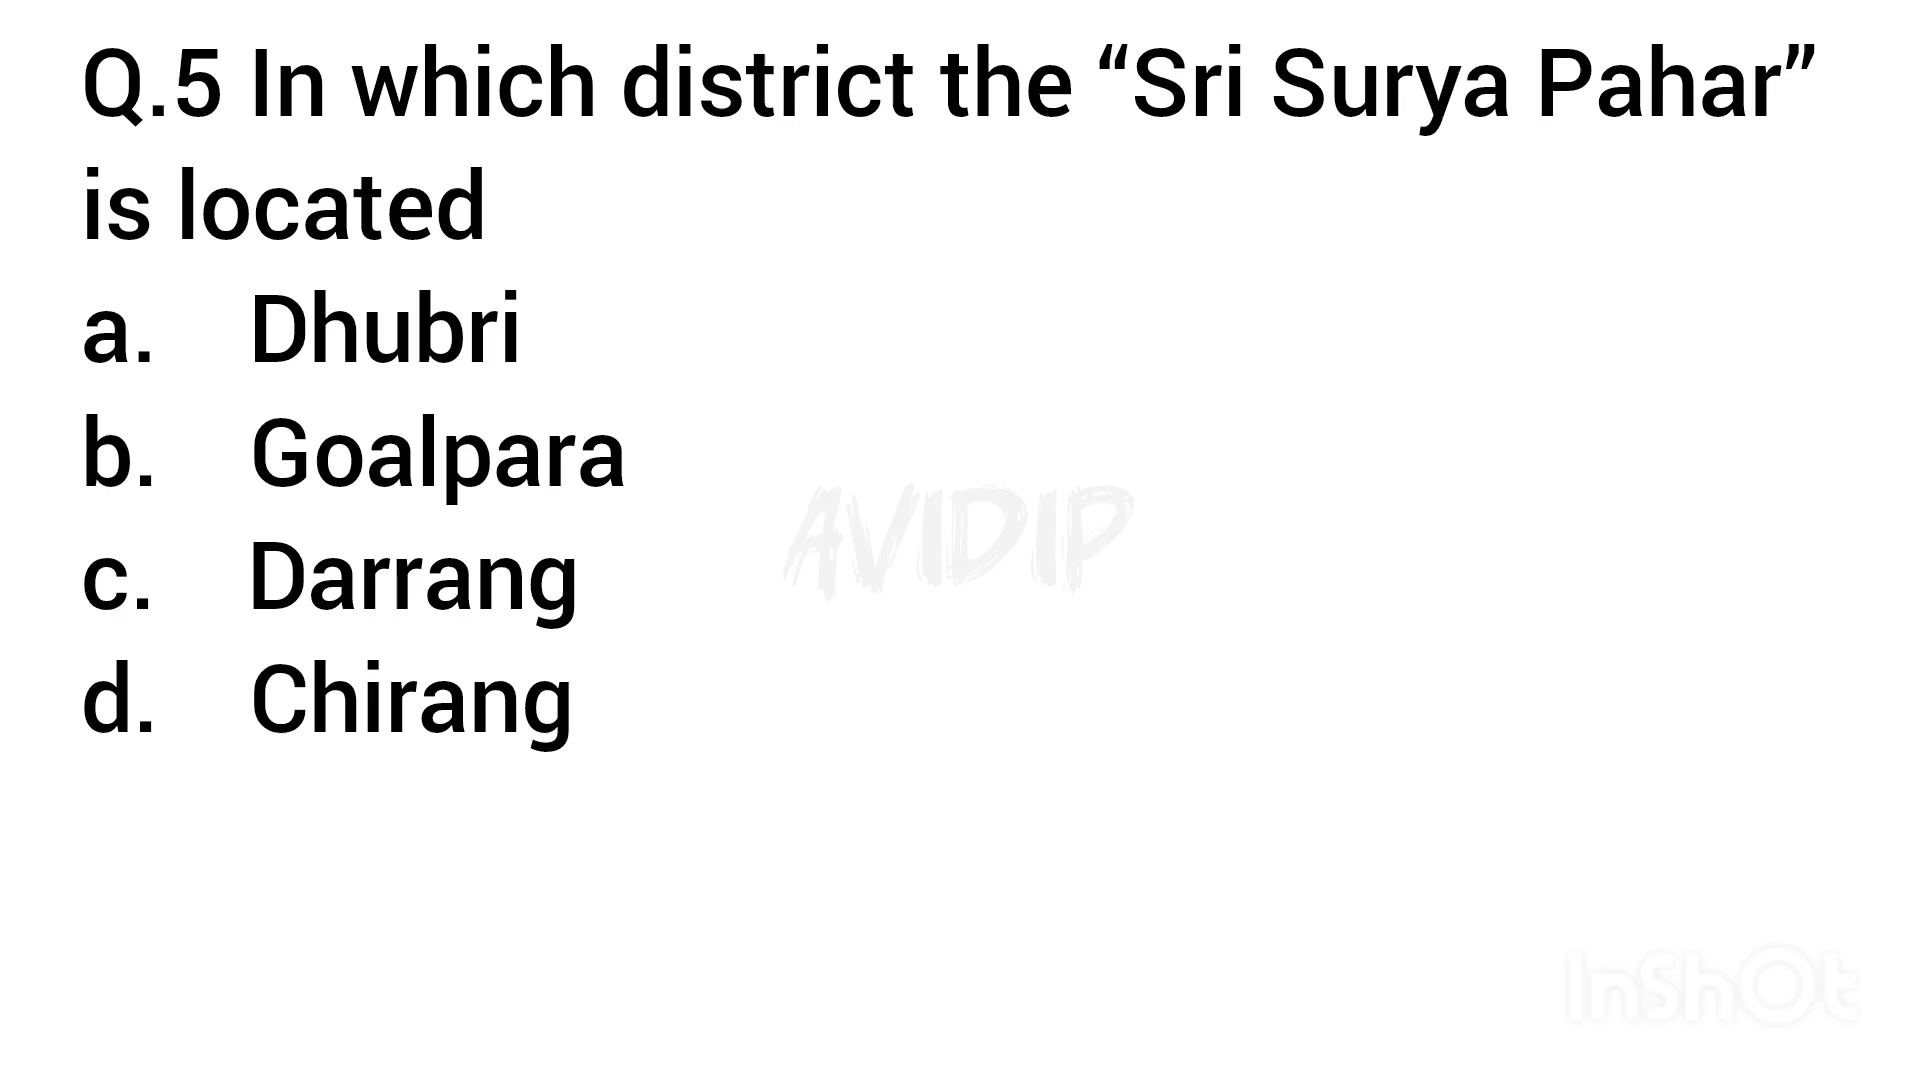 Q.5 In which district the “Sri Surya Pahar”
is located
a. Dhubri
b. Goalpara
c. Darrang
d. Chirang
AVIDIP
InShOt